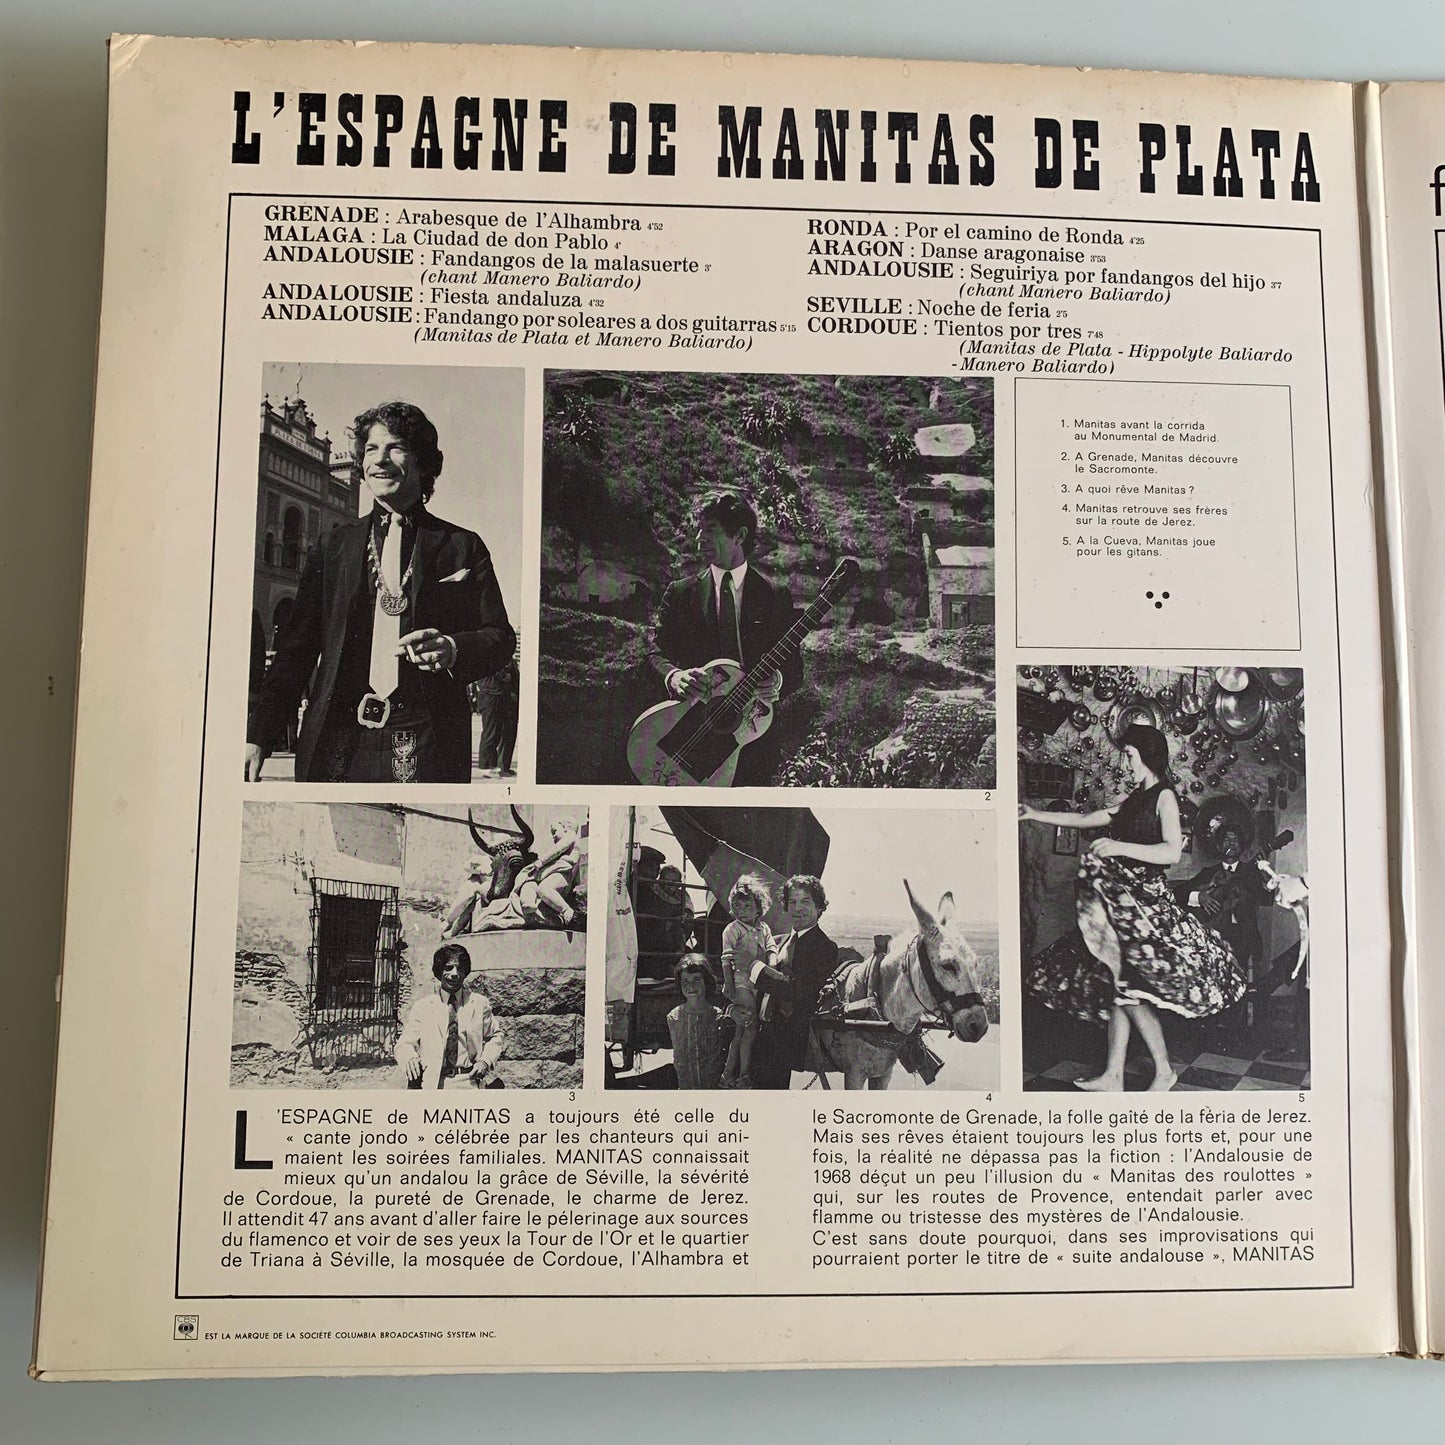 L'ESPAGNE DE MANITAS DE PLATA
GRENADE : Arabesque de l'Alhambra 4'52
MALAGA : La Ciudad de don Pablo 4'
ANDALOUSIE : Fandangos de la malasuerte 3'
(chant Manero Baliardo)
ANDALOUSIE : Fiesta andaluza 4'32
ANDALOUSIE : Fandango por soleares a dos guitarras 5'15
(Manitas de Plata et Manero Baliardo)
RONDA : Por el camino de Ronda 4'25
ARAGON : Danse aragonaise 3'53
ANDALOUSIE : Seguiriya por fandangos del hijo 3'7
(chant Manero Baliardo)
SEVILLE : Noche de feria 2'5
CORDOUE : Tientos por tres 7'48
(Manitas de Plata - Hippolyte Baliardo
- Manero Baliardo)
1. Manitas avant la corrida
au Monumental de Madrid.
2. A Grenade, Manitas découvre
le Sacromonte.
3. A quoi rêve Manitas ?
4. Manitas retrouve ses frères
sur la route de Jerez.
5. A la Cueva, Manitas joue
pour les gitans.
1
2
3
4
5
L'ESPAGNE de MANITAS a toujours été celle du
« cante jondo » célébrée par les chanteurs qui ani-
maient les soirées familiales. MANITAS connaissait
mieux qu'un andalou la grâce de Séville, la sévérité
de Cordoue, la pureté de Grenade, le charme de Jerez.
Il attendit 47 ans avant d'aller faire le pélerinage aux sources
du flamenco et voir de ses yeux la Tour de l'Or et le quartier
de Triana à Séville, la mosquée de Cordoue, l'Alhambra et
le Sacromonte de Grenade, la folle gaîté de la féria de Jerez.
Mais ses rêves étaient toujours les plus forts et, pour une
fois, la réalité ne dépassa pas la fiction : l'Andalousie de
1968 déçut un peu l'illusion du « Manitas des roulottes »
qui, sur les routes de Provence, entendait parler avec
flamme ou tristesse des mystères de l'Andalousie.
C'est sans doute pourquoi, dans ses improvisations qui
pourraient porter le titre de « suite andalouse », MANITAS
CBS EST LA MARQUE DE LA SOCIÉTÉ COLUMBIA BROADCASTING SYSTEM INC.